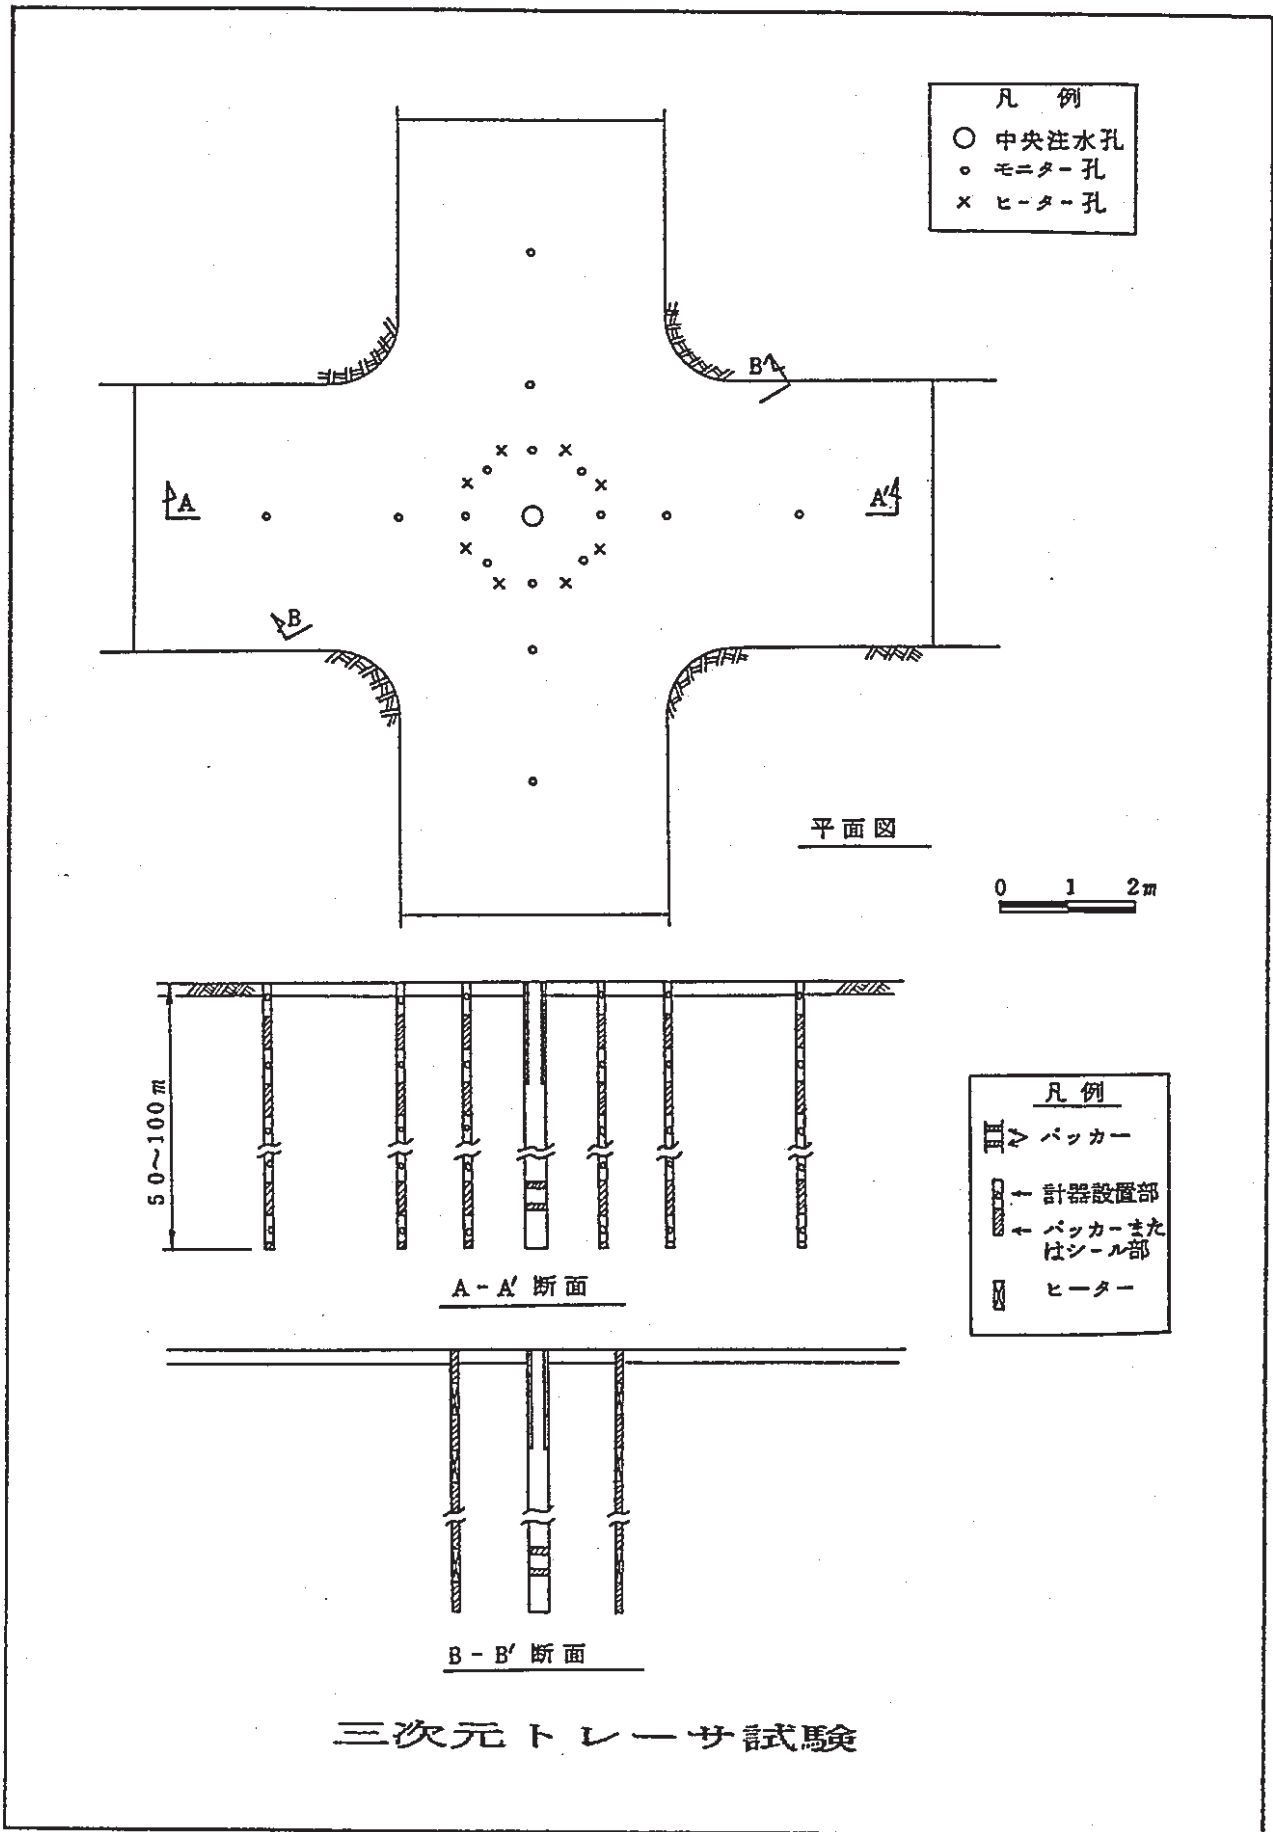 凡 例
中央注水孔
モニター孔
ヒーター孔
B'
A
A'
B
平面図
0 1 2m
50～100m
A-A' 断面
凡 例
パッカー
計器設置部
パッカーまた
はシール部
ヒーター
B-B' 断面
三次元トレーサ試験